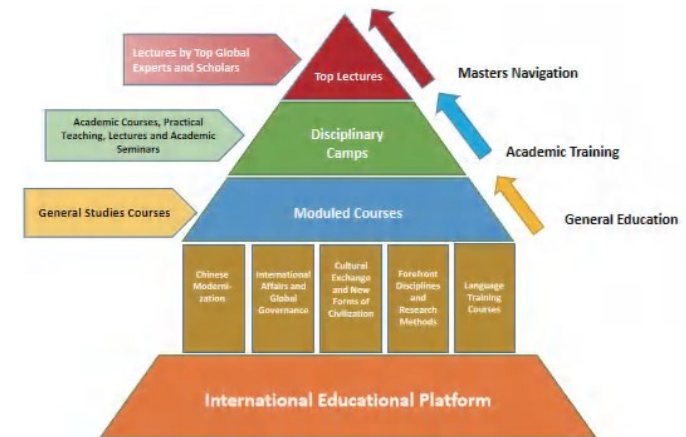 Lectures by Top Global
Experts and Scholars
Top Lectures
Masters Navigation
Academic Courses, Practical
Teaching, Lectures and Academic
Seminars
Disciplinary
Camps
Academic Training
General Studies Courses
Moduled Courses
General Education
Chinese
Moderni-
zation
International
Affairs and
Global
Governance
Cultural
Exchange
and New
Forms of
Civilization
Forefront
Disciplines
and
Research
Methods
Language
Training
Courses
International Educational Platform